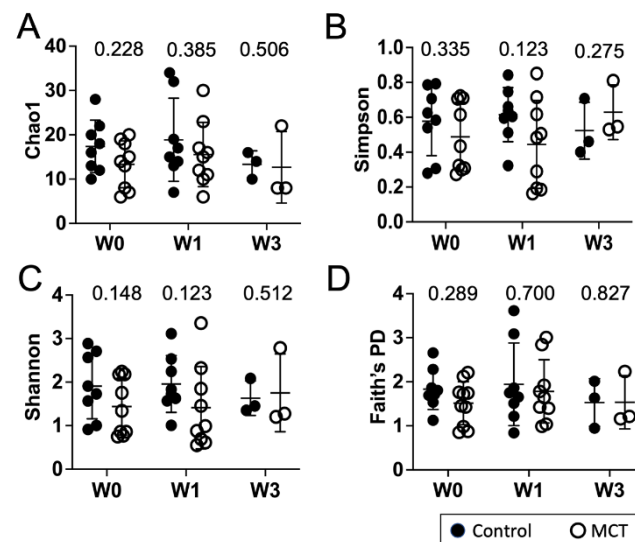 A
0.228 0.385 0.506
Chao1
40
30
20
10
0
W0 W1 W3
B
0.335 0.123 0.275
Simpson
1.0
0.8
0.6
0.4
0.2
0.0
W0 W1 W3
C
0.148 0.123 0.512
Shannon
4
3
2
1
0
W0 W1 W3
D
0.289 0.700 0.827
Faith's PD
4
3
2
1
0
W0 W1 W3
Control MCT